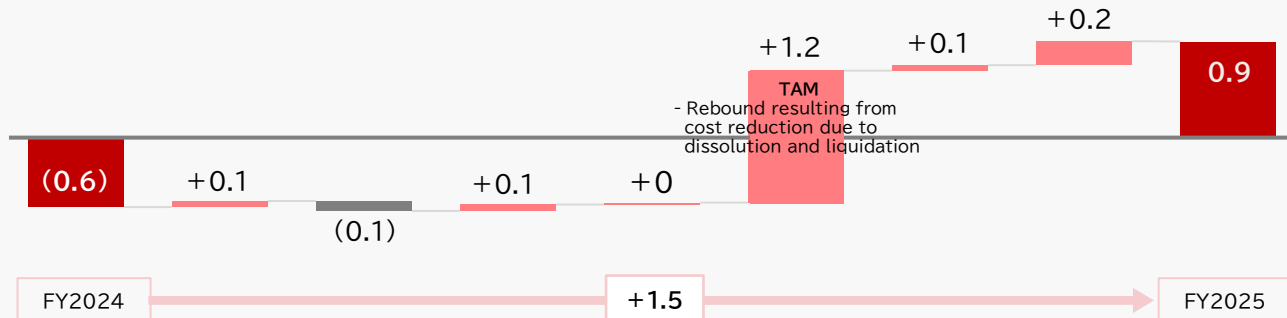 +0.2
+1.2
+0.1
0.9
TAM
- Rebound resulting from
cost reduction due to
dissolution and liquidation
(0.6)
+0.1
(0.1)
+0.1
+0
FY2024
+1.5
FY2025